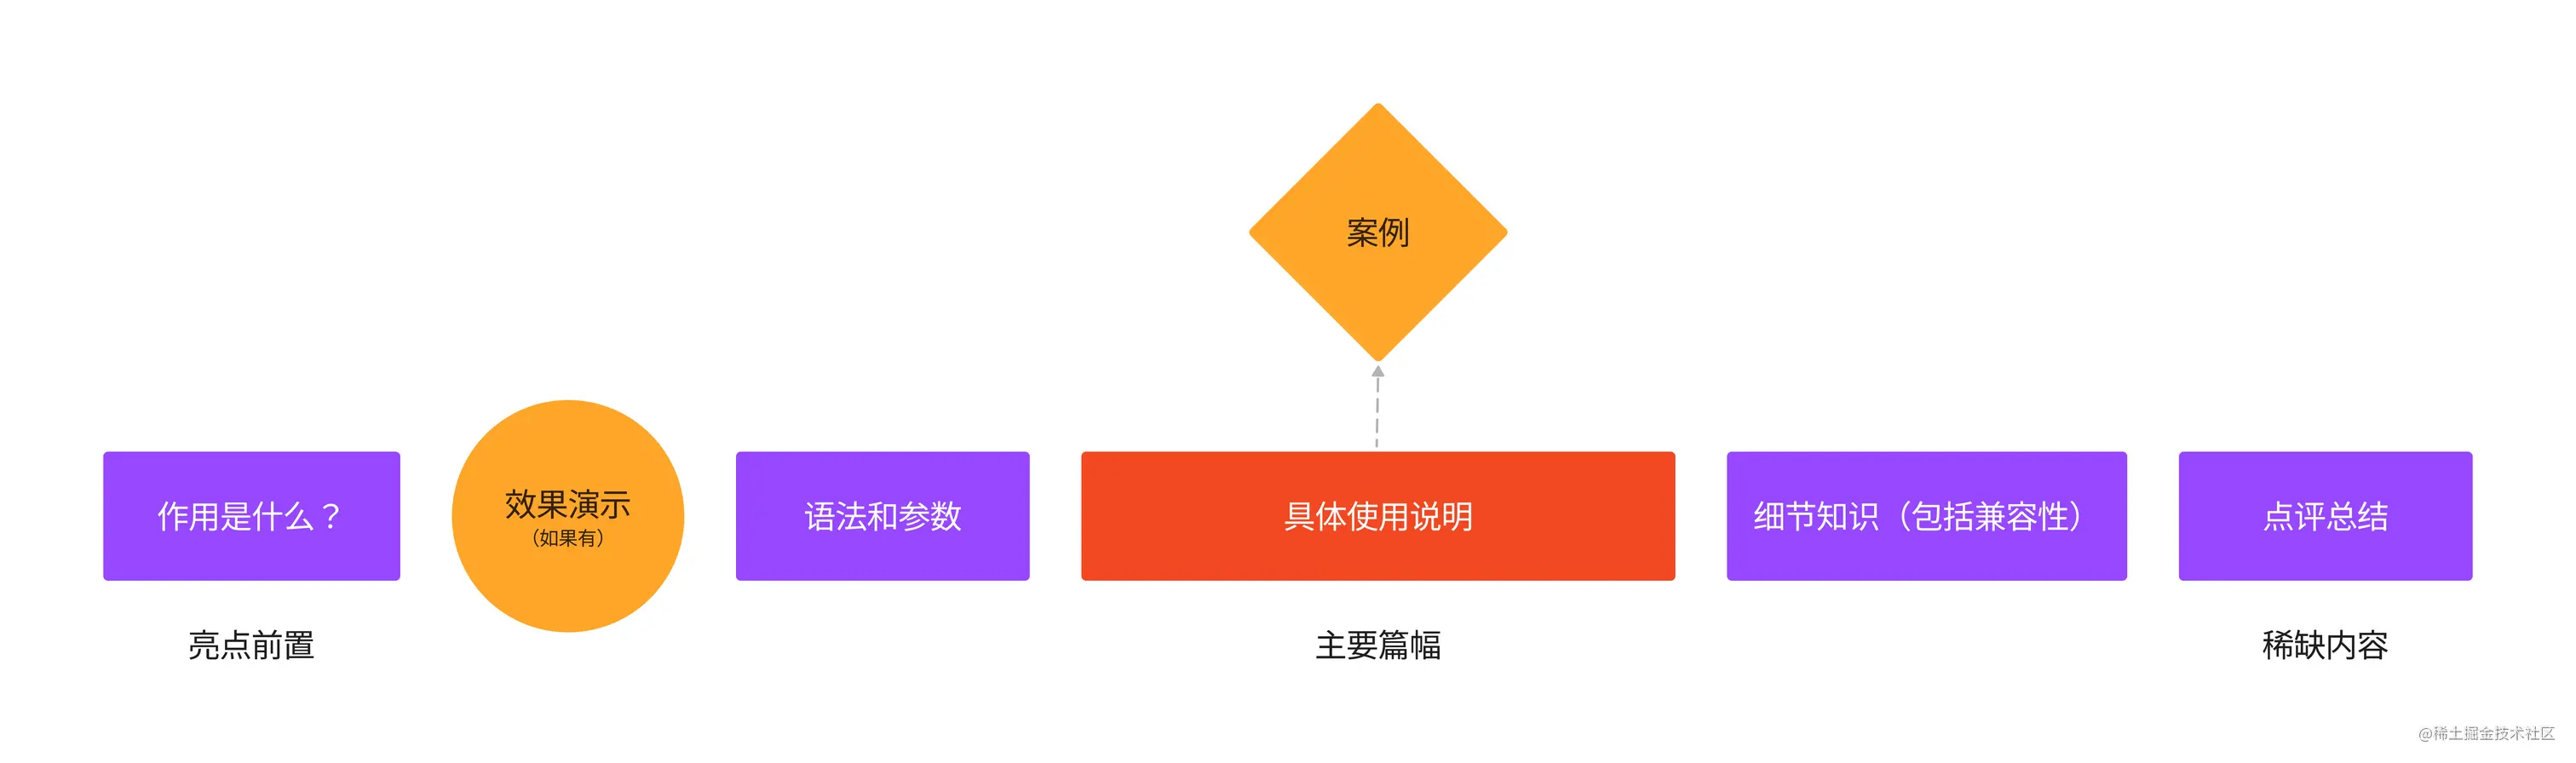 案例
作用是什么？
效果演示
（如果有）
语法和参数
具体使用说明
细节知识（包括兼容性）
点评总结
亮点前置
主要篇幅
稀缺内容
@稀土掘金技术社区